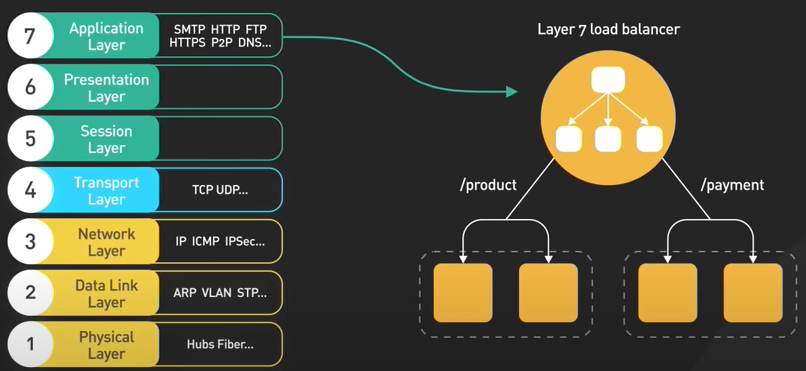 7
Application
Layer
SMTP HTTP FTP
HTTPS P2P DNS...
6
Presentation
Layer
5
Session
Layer
4
Transport
Layer
TCP UDP...
3
Network
Layer
IP ICMP IPSec...
2
Data Link
Layer
ARP VLAN STP...
1
Physical
Layer
Hubs Fiber...
Layer 7 load balancer
/product
/payment